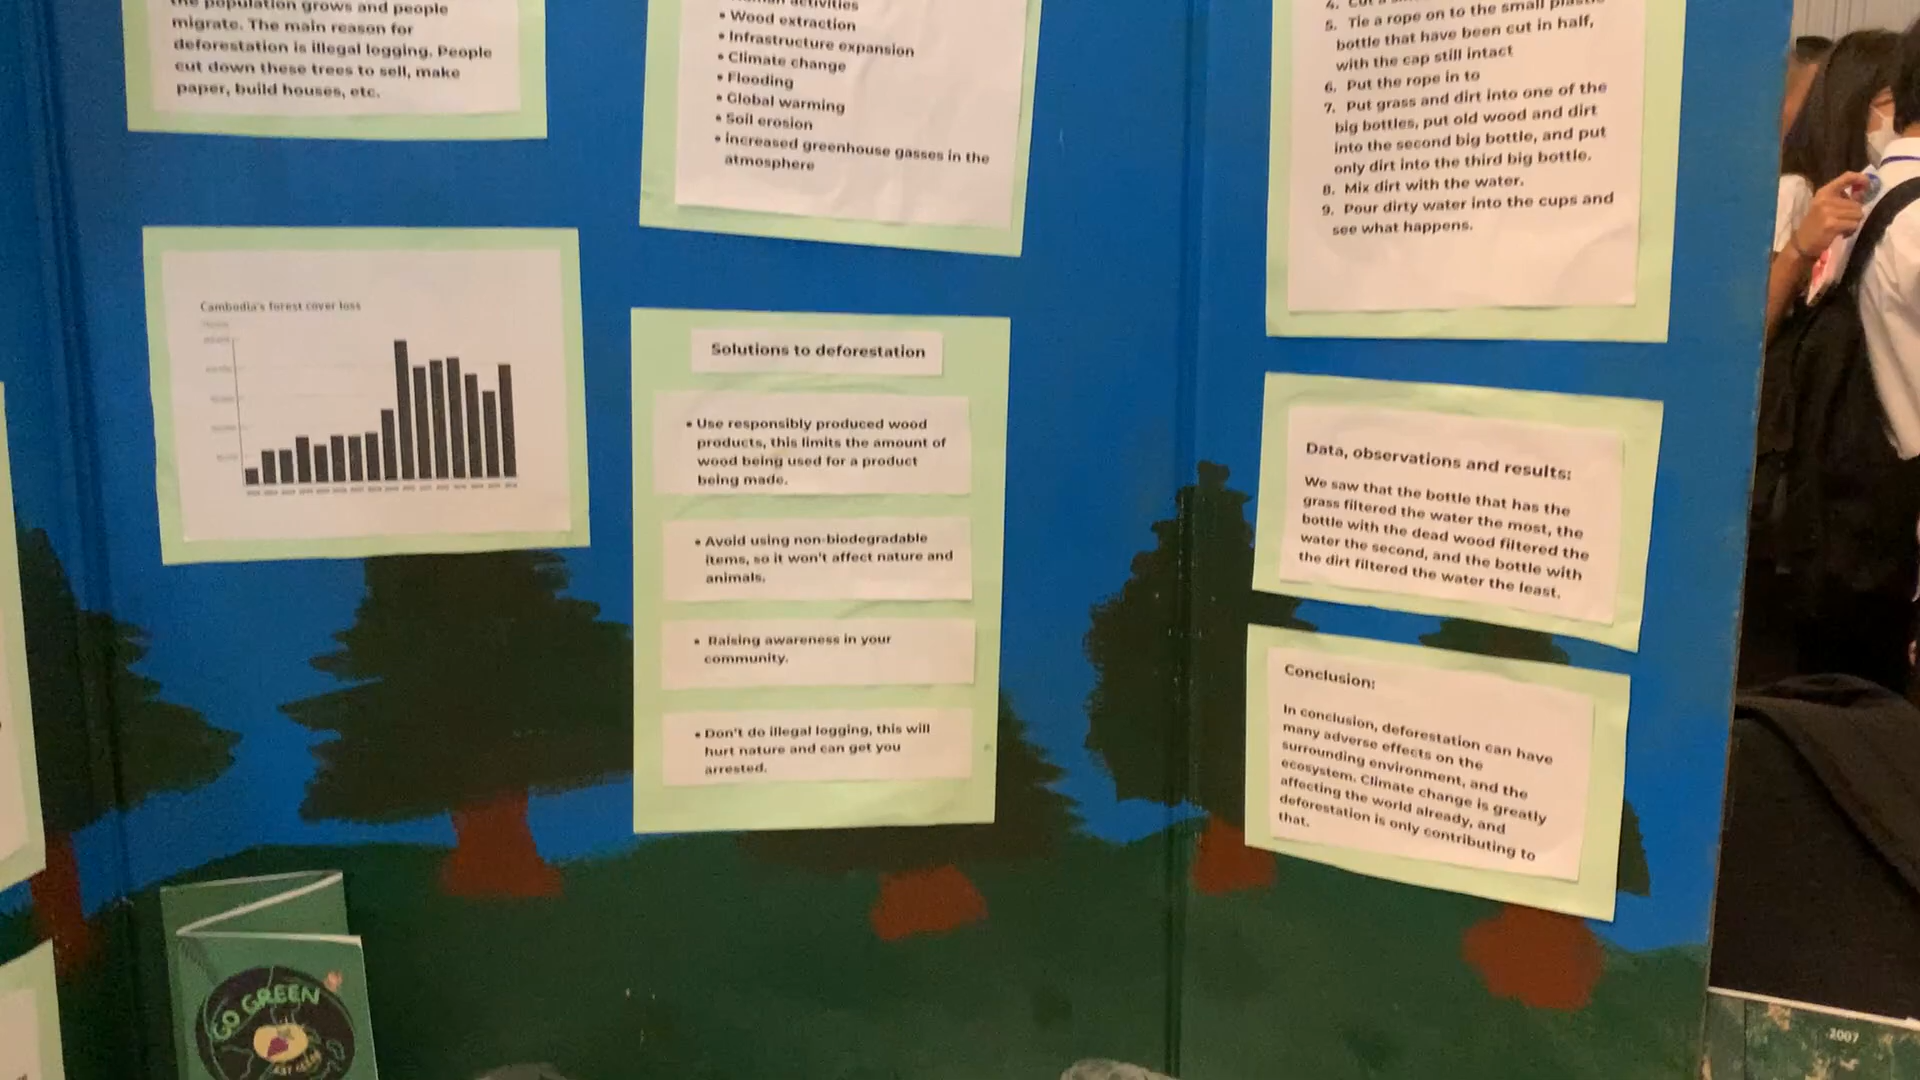 the population grows and people
migrate. The main reason for
deforestation is illegal logging. People
cut down these trees to sell, make
paper, build houses, etc.
Cambodia's forest cover loss
activities
• Wood extraction
• Infrastructure expansion
• Climate change
• Flooding
• Global warming
• Soil erosion
• Increased greenhouse gasses in the
atmosphere
Solutions to deforestation
• Use responsibly produced wood
products, this limits the amount of
wood being used for a product
being made.
• Avoid using non-biodegradable
items, so it won't affect nature and
animals.
• Raising awareness in your
community.
• Don't do illegal logging, this will
hurt nature and can get you
arrested.
4. Cut a
5. Tie a rope on to the small plastic
bottle that have been cut in half,
with the cap still intact
6. Put the rope in to
7. Put grass and dirt into one of the
big bottles, put old wood and dirt
into the second big bottle, and put
only dirt into the third big bottle.
8. Mix dirt with the water.
9. Pour dirty water into the cups and
see what happens.
Data, observations and results:
We saw that the bottle that has the
grass filtered the water the most, the
bottle with the dead wood filtered the
water the second, and the bottle with
the dirt filtered the water the least.
Conclusion:
In conclusion, deforestation can have
many adverse effects on the
surrounding environment, and the
ecosystem. Climate change is greatly
affecting the world already, and
deforestation is only contributing to
that.
GO GREEN
2007